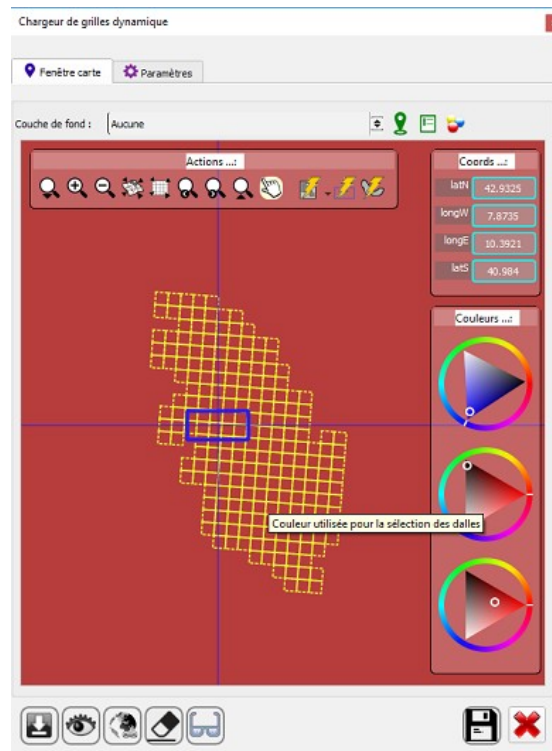 Chargeur de grilles dynamique
Fenêtre carte
Paramètres
Couche de fond :
Aucune
Actions ...:
Coords ...:
latN 42.9325
longW 7.8735
longE 10.3921
latS 40.984
Couleurs ...:
Couleur utilisée pour la sélection des dalles